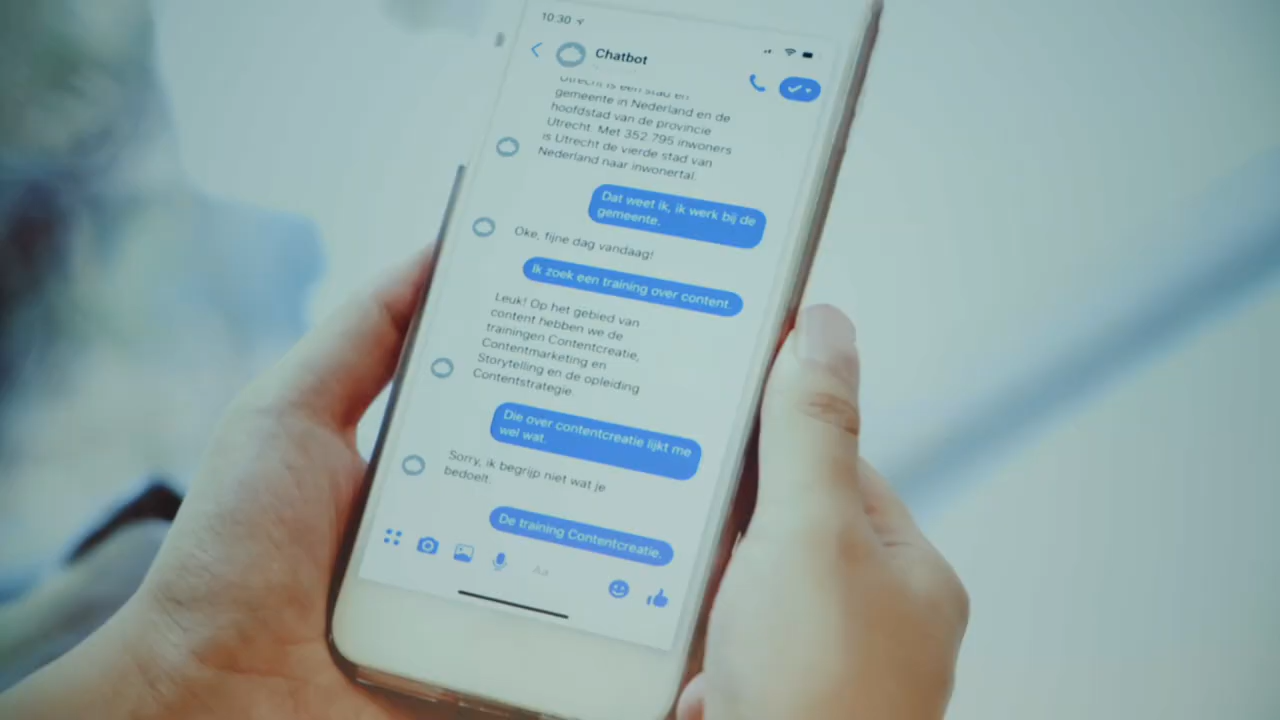 10:30
Chatbot
Utrecht is een stad en
gemeente in Nederland en de
hoofdstad van de provincie
Utrecht. Met 352.795 inwoners
is Utrecht de vierde stad van
Nederland naar inwonertal.
Dat weet ik, ik werk bij de
gemeente.
Oke, fijne dag vandaag!
Ik zoek een training over content.
Leuk! Op het gebied van
content hebben we de
trainingen Contentcreatie,
Contentmarketing en
Storytelling en de opleiding
Contentstrategie.
Die over contentcreatie lijkt me
wel wat.
Sorry, ik begrijp niet wat je
bedoelt.
De training Contentcreatie.
Aa